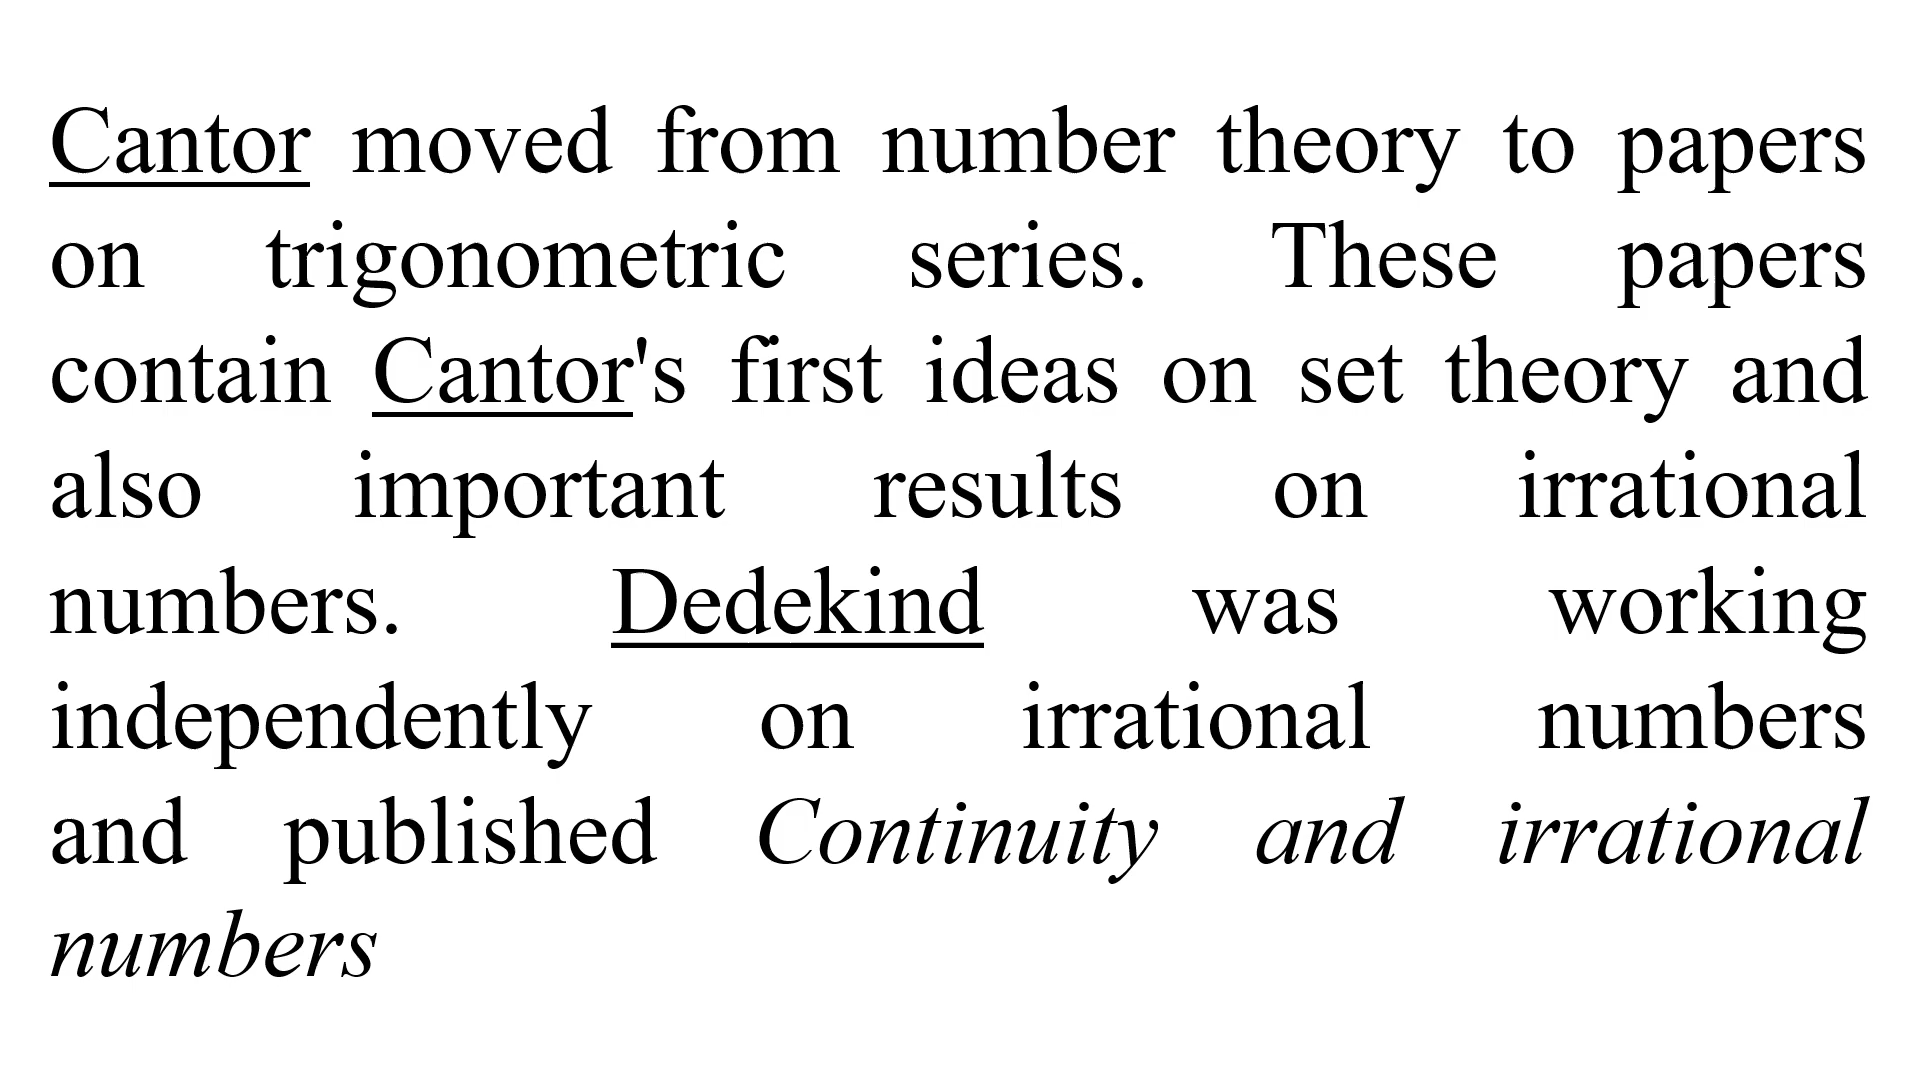 Cantor moved from number theory to papers
on trigonometric series. These papers
contain Cantor's first ideas on set theory and
also important results on irrational
numbers. Dedekind was working
independently on irrational numbers
and published Continuity and irrational
numbers